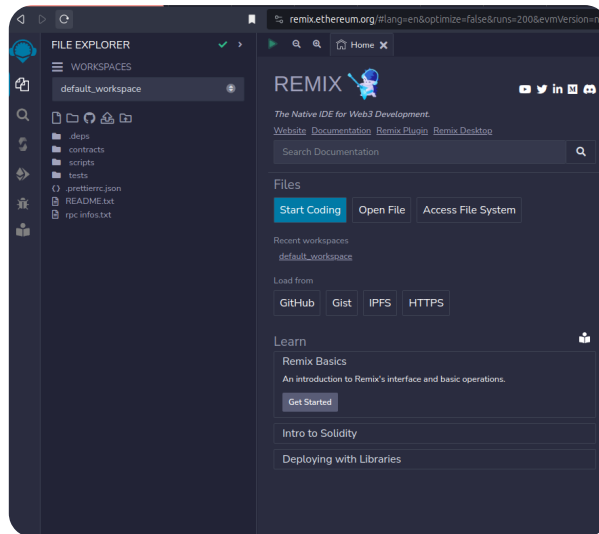 remix.ethereum.org/#lang=en&optimize=false&runs=200&evmVersion=n
FILE EXPLORER
WORKSPACES
default_workspace
.deps
contracts
scripts
tests
.prettierrc.json
README.txt
rpc infos.txt
Home
REMIX
The Native IDE for Web3 Development.
Website Documentation Remix Plugin Remix Desktop
Search Documentation
Files
Start Coding Open File Access File System
Recent workspaces
default_workspace
Load from
GitHub Gist IPFS HTTPS
Learn
Remix Basics
An introduction to Remix's interface and basic operations.
Get Started
Intro to Solidity
Deploying with Libraries